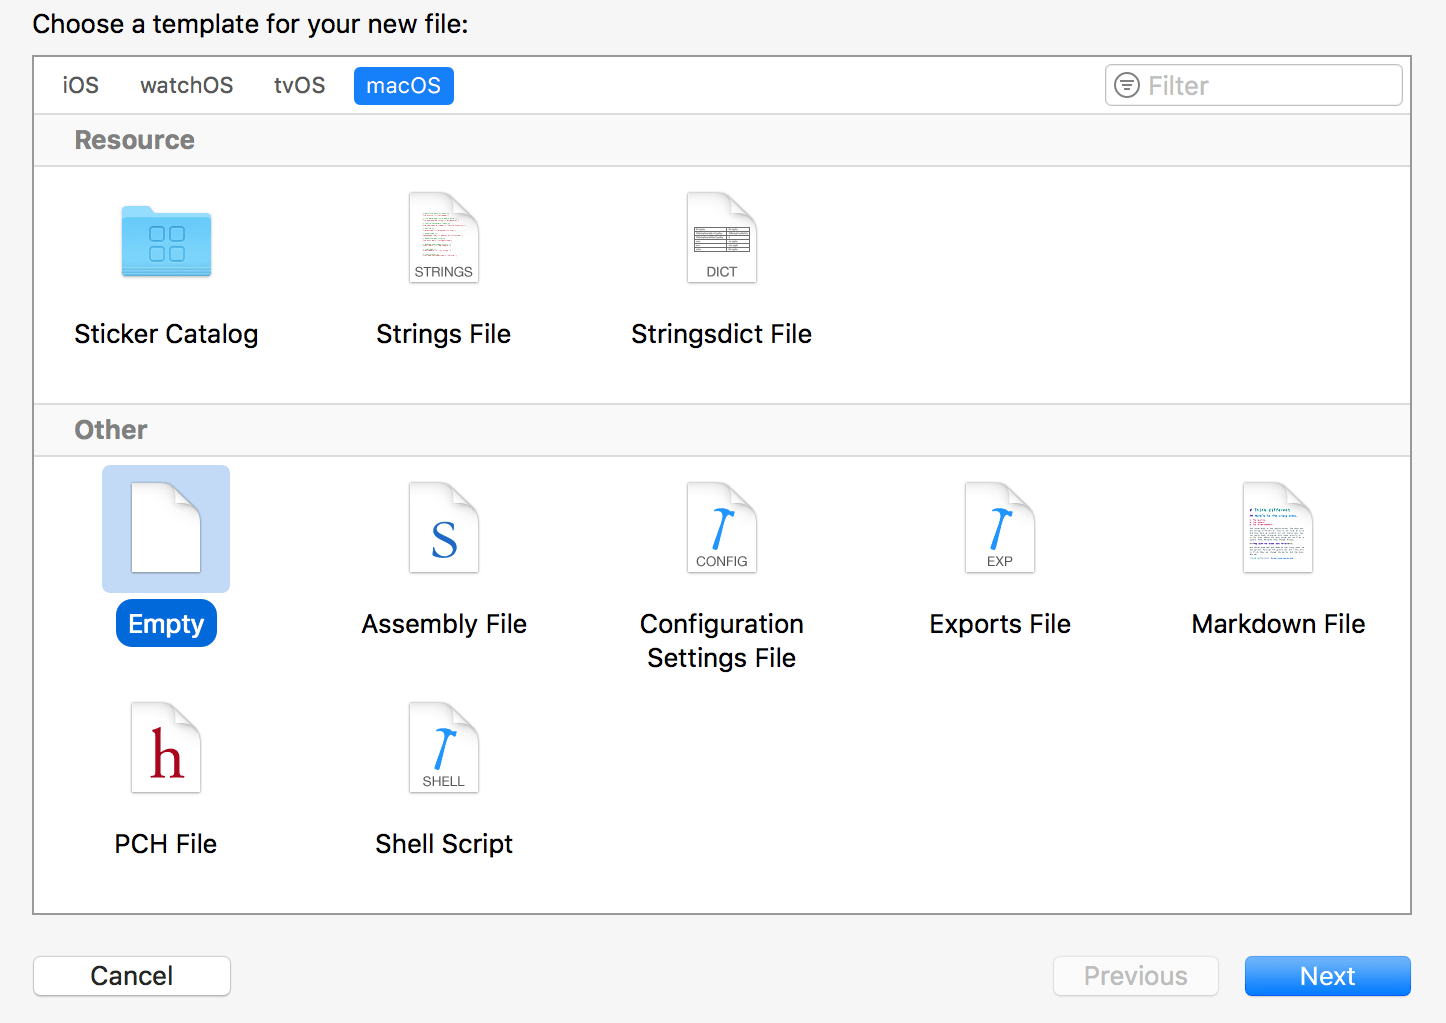 Choose a template for your new file:
iOS watchOS tvOS macOS Filter
Resource
STRINGS DICT
Sticker Catalog Strings File Stringsdict File
Other
S CONFIG EXP
Empty Assembly File Configuration Settings File Exports File Markdown File
h SHELL
PCH File Shell Script
Cancel Previous Next